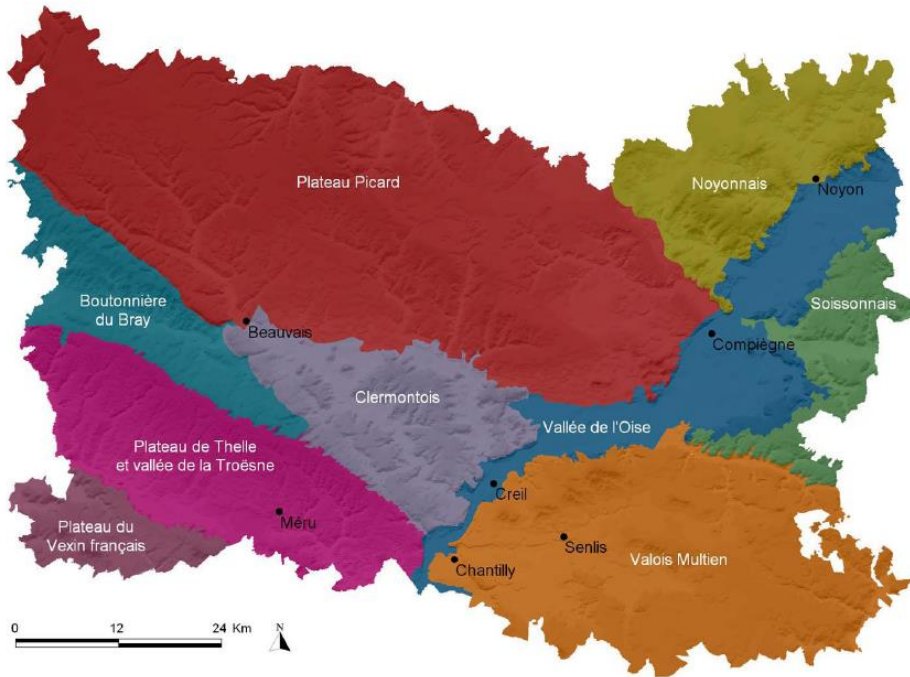 Plateau Picard
Noyonnais
Noyon
Boutonnière
du Bray
Soissonnais
Beauvais
Compiègne
Clermontois
Vallée de l'Oise
Plateau de Thelle
et vallée de la Troësne
Creil
Méru
Plateau du
Vexin français
Senlis
Chantilly
Valois Multien
0 12 24 Km
N